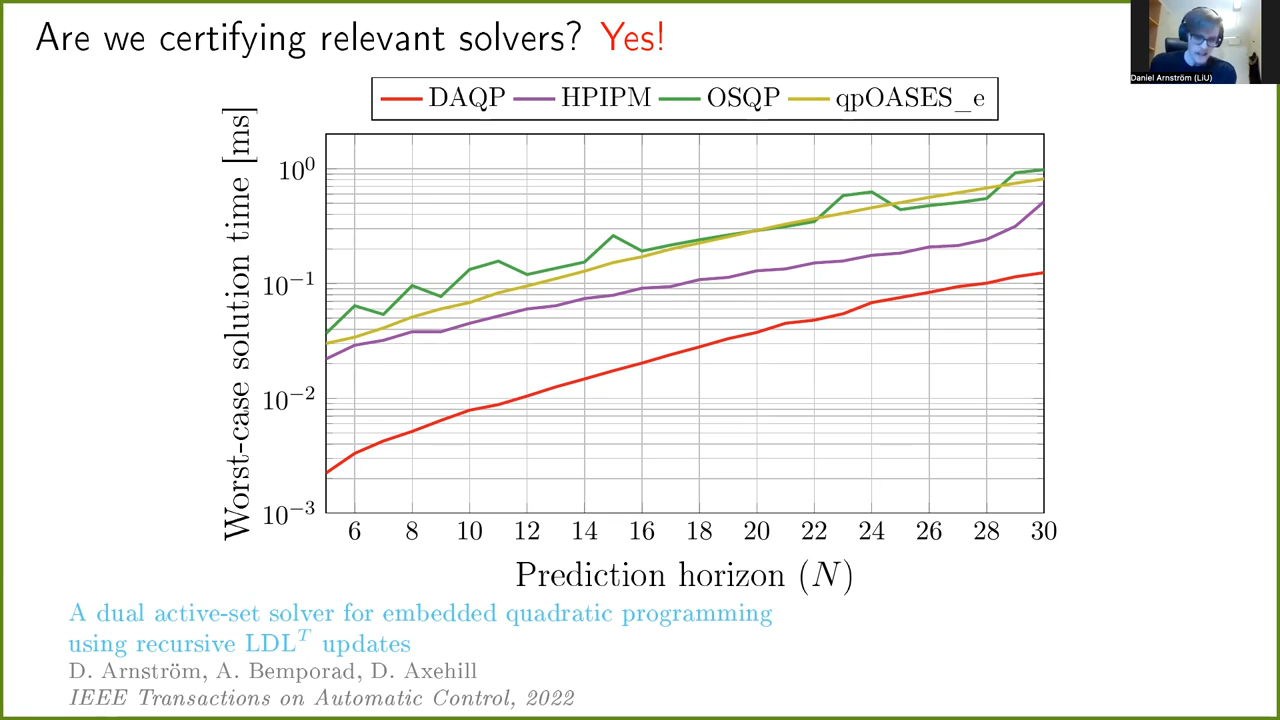 Are we certifying relevant solvers? Yes!
Daniel Arnström (LiU)
DAQP HPIPM OSQP qpOASES_e
Worst-case solution time [ms]
10⁰
10⁻¹
10⁻²
10⁻³
6 8 10 12 14 16 18 20 22 24 26 28 30
Prediction horizon (N)
A dual active-set solver for embedded quadratic programming
using recursive LDLᵀ updates
D. Arnström, A. Bemporad, D. Axehill
IEEE Transactions on Automatic Control, 2022